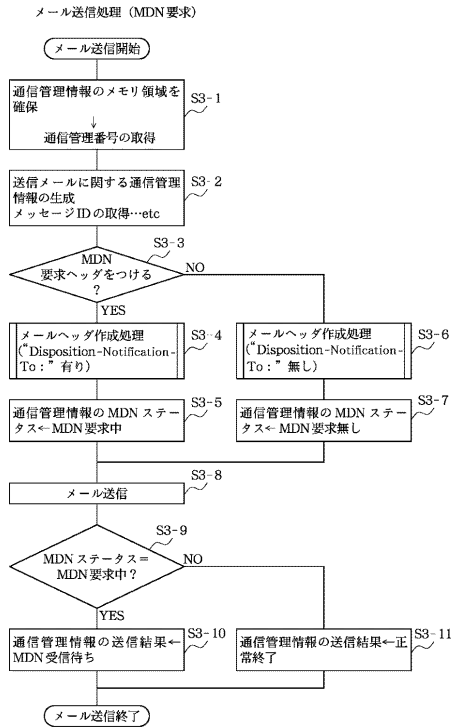 メール送信処理（MDN要求）
メール送信開始
通信管理情報のメモリ領域を
確保
↓
通信管理番号の取得
S3-1
送信メールに関する通信管理
情報の生成
メッセージIDの取得…etc
S3-2
MDN
要求ヘッダをつける
？
S3-3
NO
YES
メールヘッダ作成処理
(“Disposition-Notification-
To：”有り)
S3-4
メールヘッダ作成処理
(“Disposition-Notification-
To：”無し)
S3-6
通信管理情報のMDNステ
ータス←MDN要求中
S3-5
通信管理情報のMDNステ
ータス←MDN要求無し
S3-7
メール送信
S3-8
MDNステータス＝
MDN要求中？
S3-9
NO
YES
通信管理情報の送信結果←
MDN受信待ち
S3-10
通信管理情報の送信結果←正
常終了
S3-11
メール送信終了